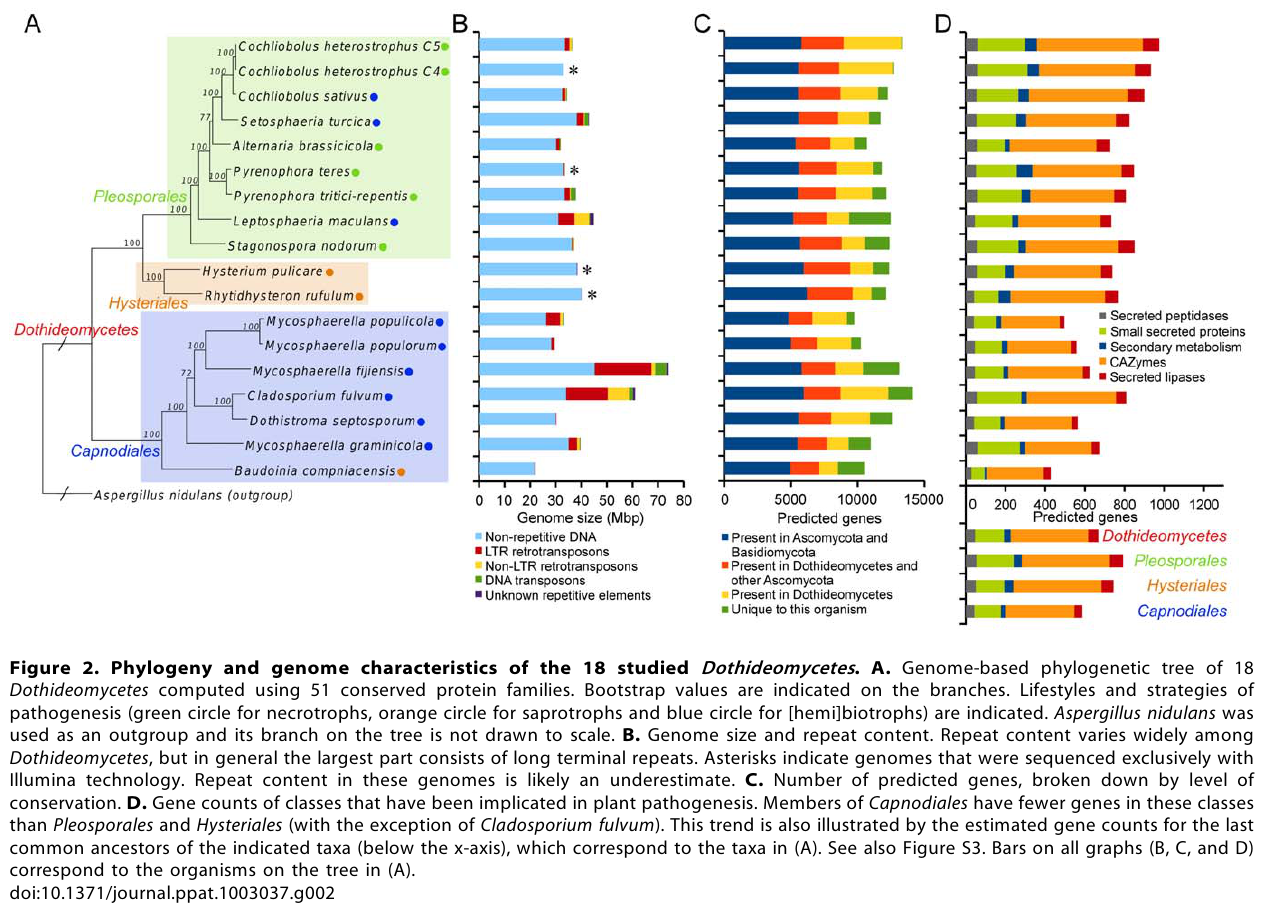 A
B
C
D
Cochliobolus heterostrophus C5
Cochliobolus heterostrophus C4
Cochliobolus sativus
Setosphaeria turcica
Alternaria brassicicola
Pyrenophora teres
Pyrenophora tritici-repentis
Leptosphaeria maculans
Stagonospora nodorum
Hysterium pulicare
Rhytidhysteron rufulum
Mycosphaerella populicola
Mycosphaerella populorum
Mycosphaerella fijiensis
Cladosporium fulvum
Dothistroma septosporum
Mycosphaerella graminicola
Baudoinia compniacensis
Aspergillus nidulans (outgroup)
Pleosporales
Hysteriales
Dothideomycetes
Capnodiales
100
100
100
100
77
100
100
100
100
100
100
100
100
72
100
100
100
*
*
*
*
0 10 20 30 40 50 60 70 80
Genome size (Mbp)
Non-repetitive DNA
LTR retrotransposons
Non-LTR retrotransposons
DNA transposons
Unknown repetitive elements
0 5000 10000 15000
Predicted genes
Present in Ascomycota and
Basidiomycota
Present in Dothideomycetes and
other Ascomycota
Present in Dothideomycetes
Unique to this organism
Secreted peptidases
Small secreted proteins
Secondary metabolism
CAZymes
Secreted lipases
0 200 400 600 800 1000 1200
Predicted genes
Dothideomycetes
Pleosporales
Hysteriales
Capnodiales
Figure 2. Phylogeny and genome characteristics of the 18 studied Dothideomycetes. A. Genome-based phylogenetic tree of 18
Dothideomycetes computed using 51 conserved protein families. Bootstrap values are indicated on the branches. Lifestyles and strategies of
pathogenesis (green circle for necrotrophs, orange circle for saprotrophs and blue circle for [hemi]biotrophs) are indicated. Aspergillus nidulans was
used as an outgroup and its branch on the tree is not drawn to scale. B. Genome size and repeat content. Repeat content varies widely among
Dothideomycetes, but in general the largest part consists of long terminal repeats. Asterisks indicate genomes that were sequenced exclusively with
Illumina technology. Repeat content in these genomes is likely an underestimate. C. Number of predicted genes, broken down by level of
conservation. D. Gene counts of classes that have been implicated in plant pathogenesis. Members of Capnodiales have fewer genes in these classes
than Pleosporales and Hysteriales (with the exception of Cladosporium fulvum). This trend is also illustrated by the estimated gene counts for the last
common ancestors of the indicated taxa (below the x-axis), which correspond to the taxa in (A). See also Figure S3. Bars on all graphs (B, C, and D)
correspond to the organisms on the tree in (A).
doi:10.1371/journal.ppat.1003037.g002